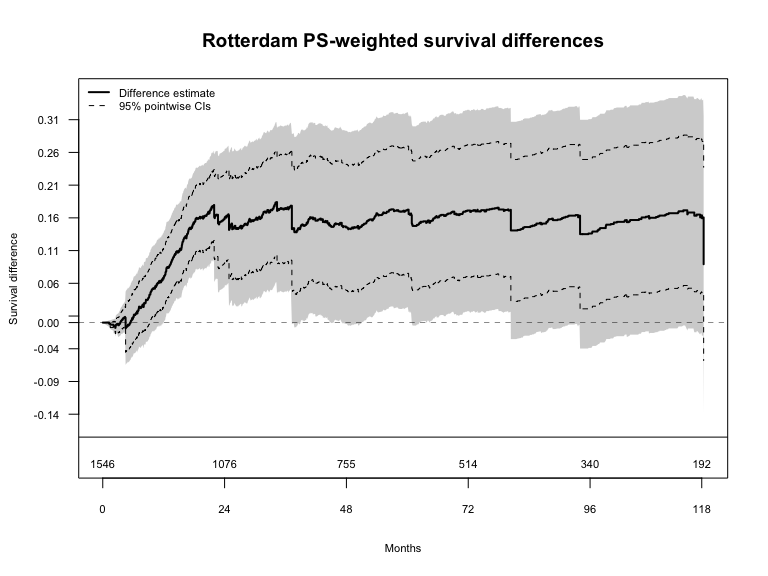 Rotterdam PS-weighted survival differences
Difference estimate
95% pointwise CIs
0.31
0.26
0.21
0.16
0.11
0.06
0.00
-0.04
-0.09
-0.14
Survival difference
1546 1076 755 514 340 192
0 24 48 72 96 118
Months